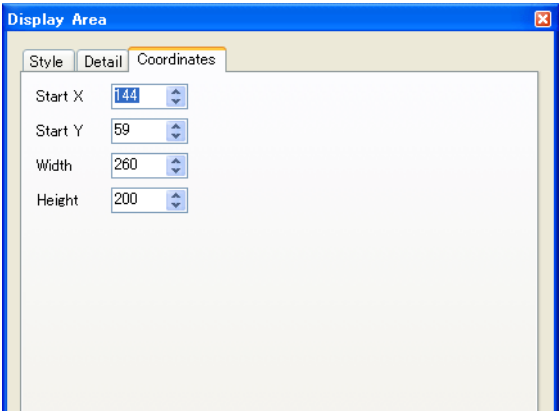 Display Area
Style Detail Coordinates
Start X 144
Start Y 59
Width 260
Height 200